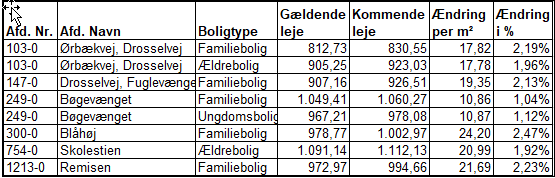 Afd. Nr. Afd. Navn Boligtype Gældende leje Kommende leje Ændring per m² Ændring i %
103-0 Ørbækvej, Drosselvej Familiebolig 812,73 830,55 17,82 2,19%
103-0 Ørbækvej, Drosselvej Ældrebolig 905,25 923,03 17,78 1,96%
147-0 Drosselvej, Fuglevænge Familiebolig 907,16 926,51 19,35 2,13%
249-0 Bøgevænget Familiebolig 1.049,41 1.060,27 10,86 1,04%
249-0 Bøgevænget Ungdomsbolig 967,21 978,08 10,87 1,12%
300-0 Blåhøj Familiebolig 978,77 1.002,97 24,20 2,47%
754-0 Skolestien Ældrebolig 1.091,14 1.112,13 20,99 1,92%
1213-0 Remisen Familiebolig 972,97 994,66 21,69 2,23%